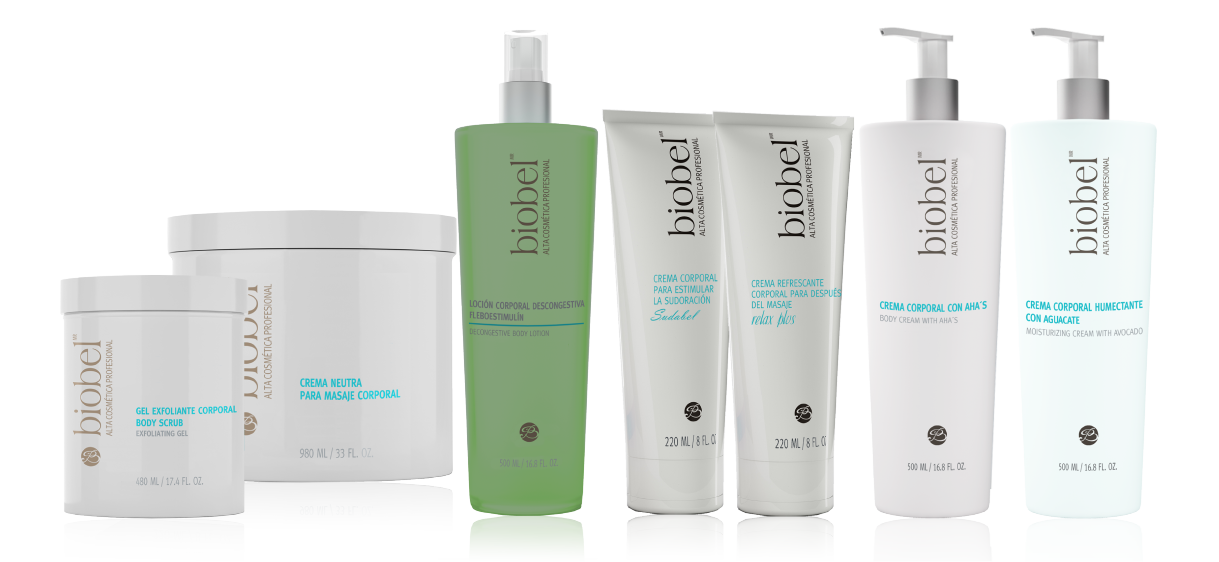 biobel
ALTA COSMÉTICA PROFESIONAL
GEL EXFOLIANTE CORPORAL
BODY SCRUB
EXFOLIATING GEL
480 ML / 17.4 FL. OZ.
biobel
ALTA COSMÉTICA PROFESIONAL
CREMA NEUTRA
PARA MASAJE CORPORAL
980 ML / 33 FL. OZ.
biobel MR
ALTA COSMÉTICA PROFESIONAL
LOCIÓN CORPORAL DESCONGESTIVA
FLEBOESTIMULÍN
DECONGESTIVE BODY LOTION
500 ML / 16.8 FL. OZ.
biobel MR
ALTA COSMÉTICA PROFESIONAL
CREMA CORPORAL
PARA ESTIMULAR
LA SUDORACIÓN
Sudabel
220 ML / 8 FL. OZ
biobel MR
ALTA COSMÉTICA PROFESIONAL
CREMA REFRESCANTE
CORPORAL PARA DESPUÉS
DEL MASAJE
relax plus
220 ML / 8 FL. OZ
biobel MR
ALTA COSMÉTICA PROFESIONAL
CREMA CORPORAL CON AHA´S
BODY CREAM WITH AHA´S
500 ML / 16.8 FL. OZ.
biobel MR
ALTA COSMÉTICA PROFESIONAL
CREMA CORPORAL HUMECTANTE
CON AGUACATE
MOISTURIZING CREAM WITH AVOCADO
500 ML / 16.8 FL. OZ.